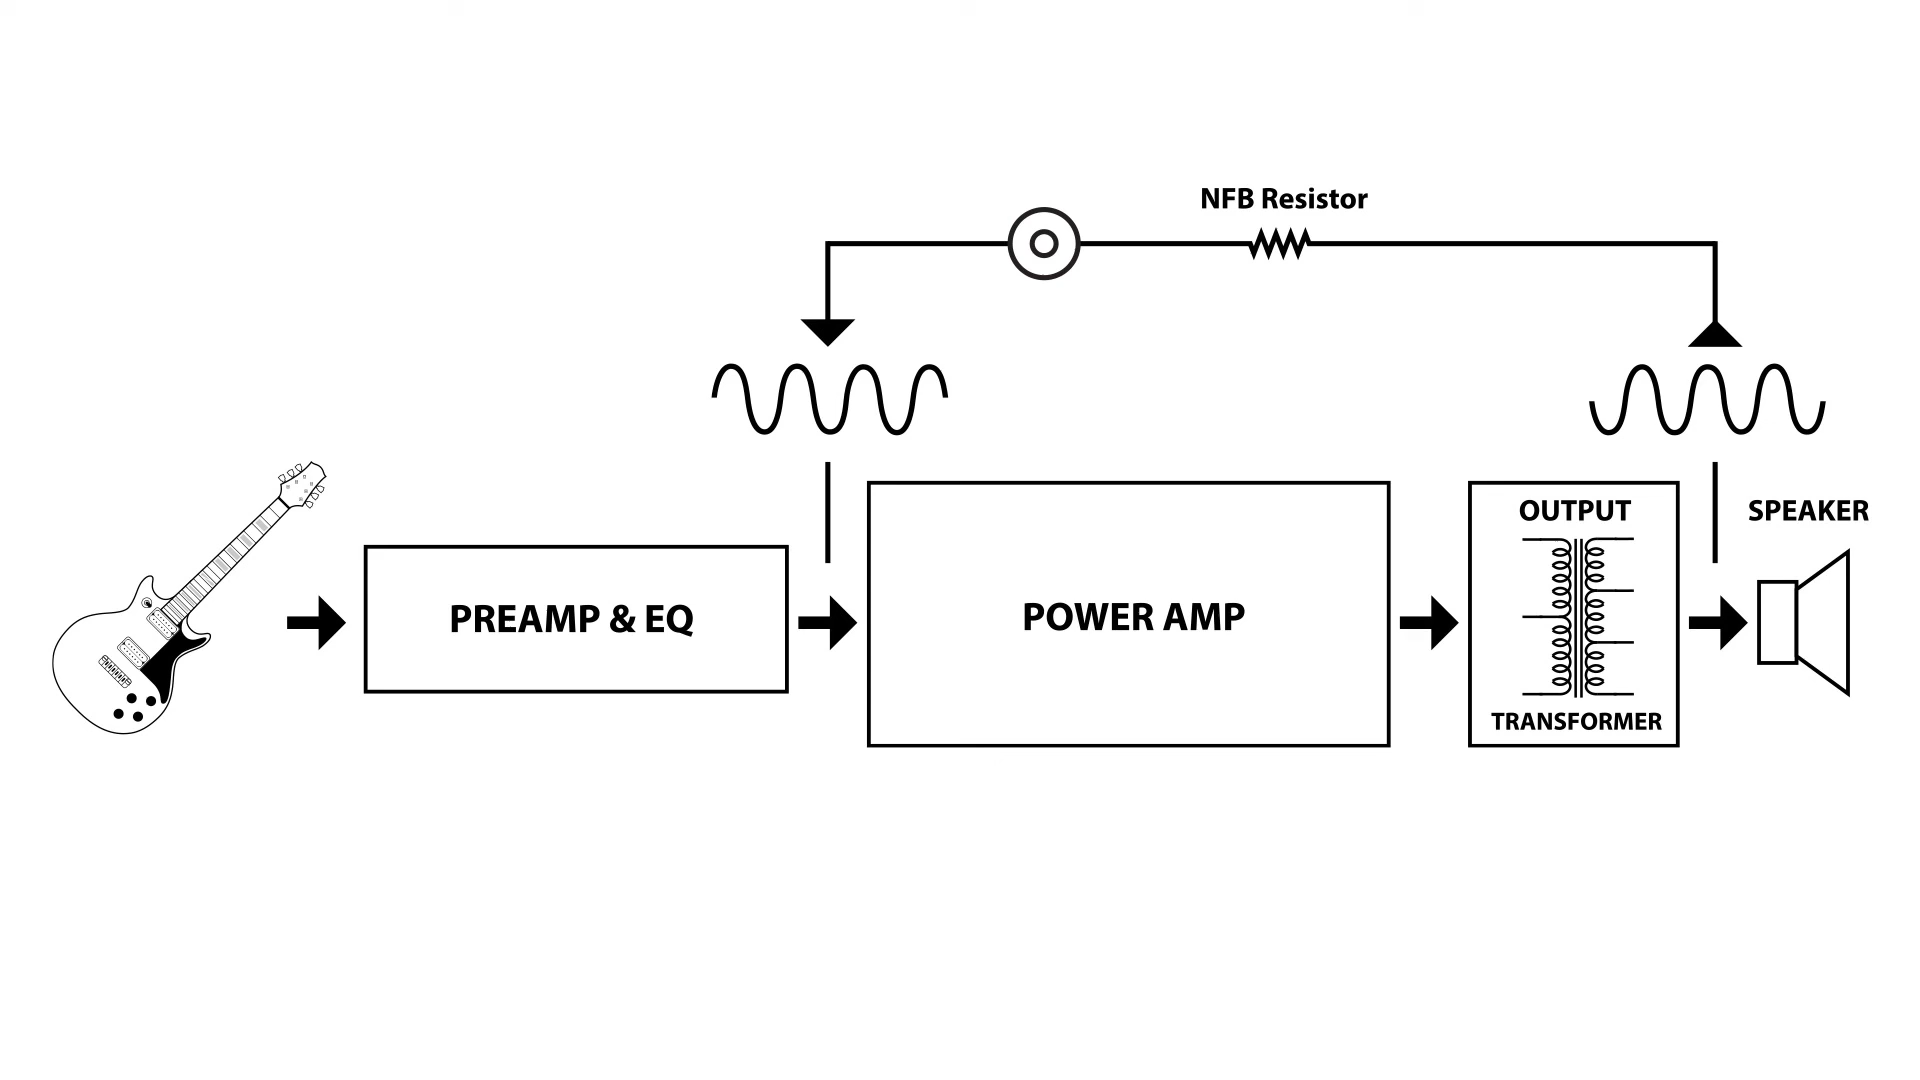 NFB Resistor
PREAMP & EQ
POWER AMP
OUTPUT
TRANSFORMER
SPEAKER